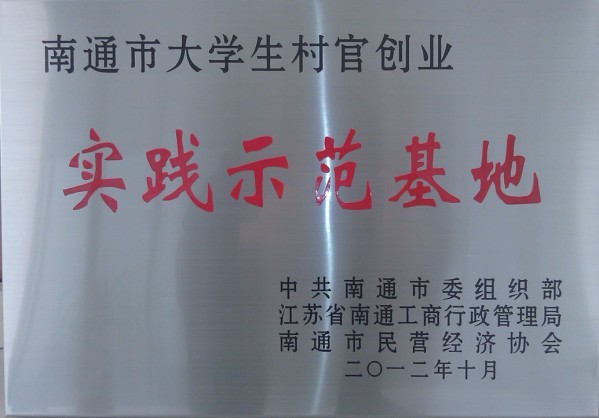 南通市大学生村官创业
实践示范基地
中共南通市委组织部
江苏省南通工商行政管理局
南通市民营经济协会
二〇一二年十月